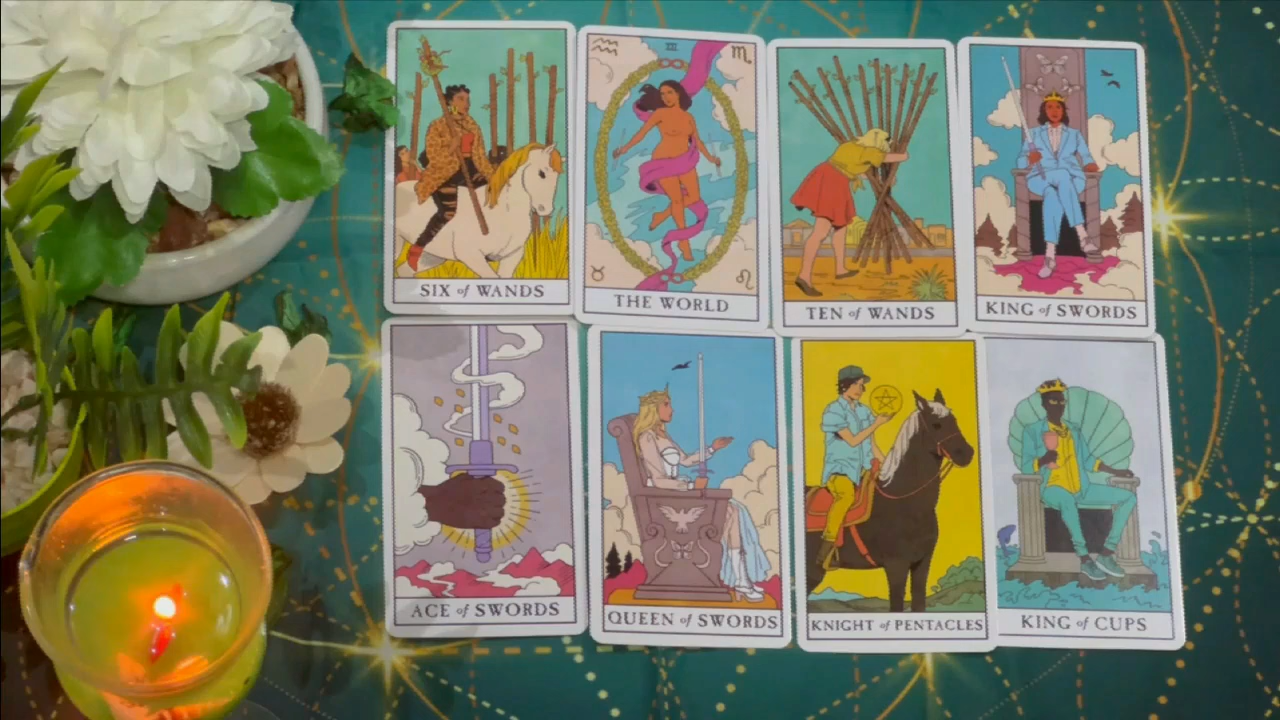 SIX of WANDS
THE WORLD
TEN of WANDS
KING of SWORDS
ACE of SWORDS
QUEEN of SWORDS
KNIGHT of PENTACLES
KING of CUPS